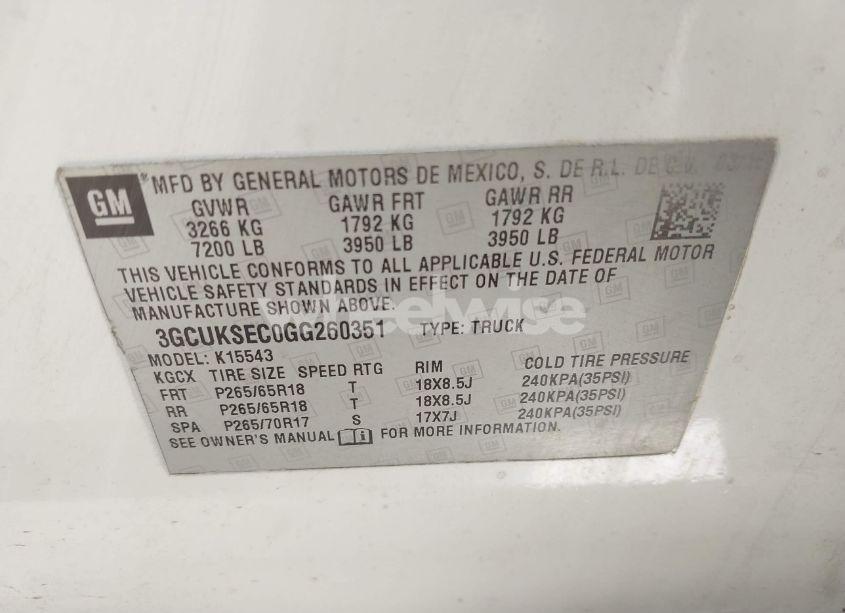 GM MFD BY GENERAL MOTORS DE MEXICO, S. DE R.L. DE C.V.
GVWR GAWR FRT GAWR RR
3266 KG 1792 KG 1792 KG
7200 LB 3950 LB 3950 LB
THIS VEHICLE CONFORMS TO ALL APPLICABLE U.S. FEDERAL MOTOR
VEHICLE SAFETY STANDARDS IN EFFECT ON THE DATE OF
MANUFACTURE SHOWN ABOVE.
wheelwise
3GCUKSEC0GG260351 TYPE: TRUCK
MODEL: K15543
KGCX TIRE SIZE SPEED RTG RIM COLD TIRE PRESSURE
FRT P265/65R18 T 18X8.5J 240KPA(35PSI)
RR P265/65R18 T 18X8.5J 240KPA(35PSI)
SPA P265/70R17 S 17X7J 240KPA(35PSI)
SEE OWNER'S MANUAL FOR MORE INFORMATION.